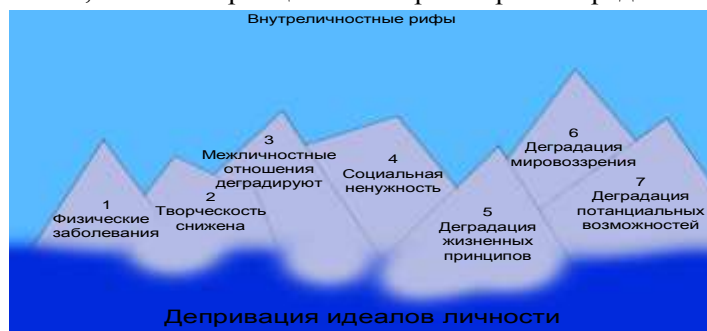 Внутреличностные рифы
1
Физические
заболевания
2
Творческость
снижена
3
Межличностные
отношения
деградируют
4
Социальная
ненужность
5
Деградация
жизненных
принципов
6
Деградация
мировоззрения
7
Деградация
потанциальных
возможностей
Депривация идеалов личности